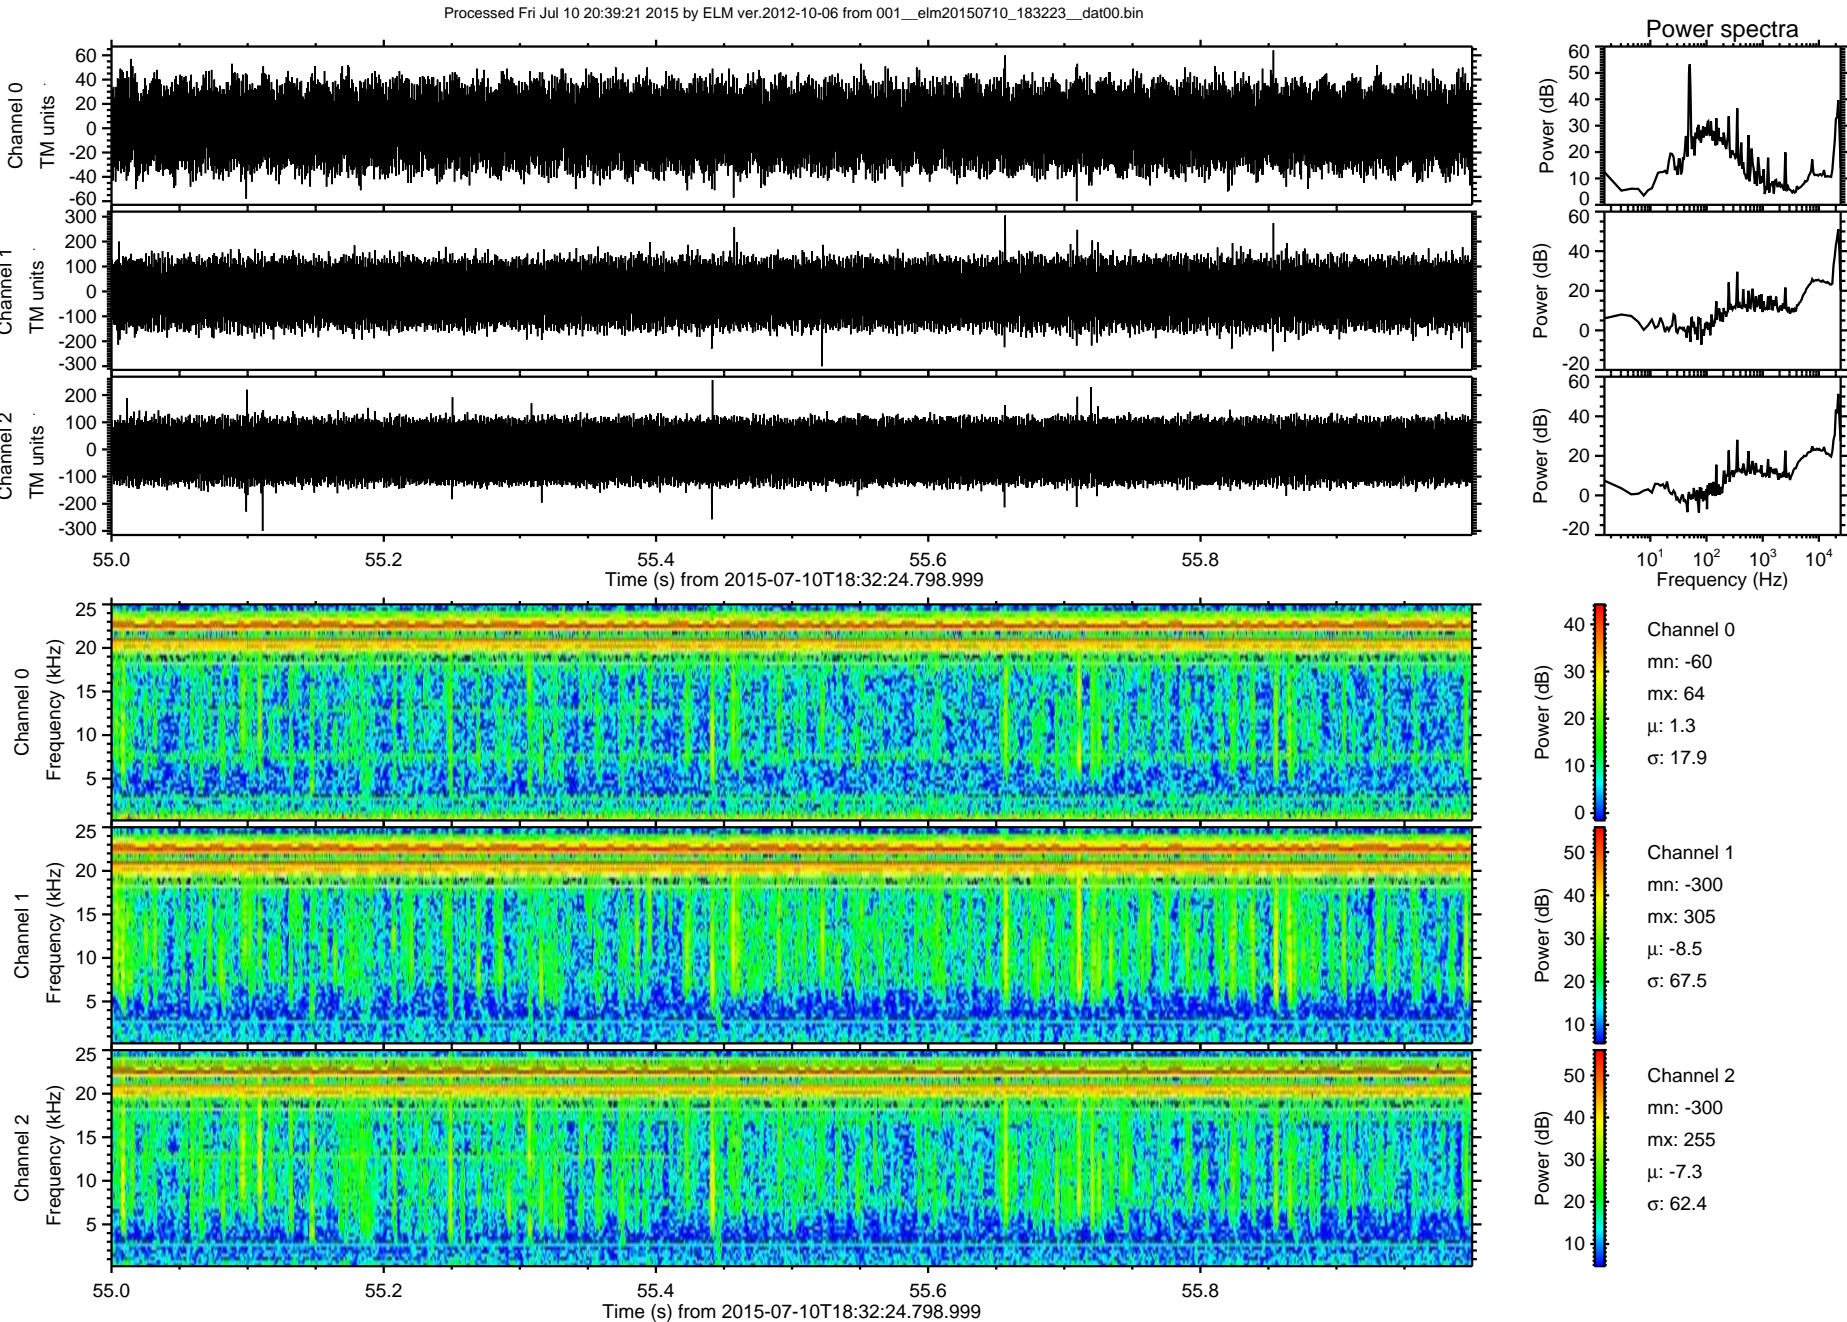 Processed Fri Jul 10 20:39:21 2015 by ELM ver.2012-10-06 from 001__elm20150710_183223__dat00.bin
Power spectra
Channel 0
TM units
60
40
20
0
-20
-40
-60
Power (dB)
60
50
40
30
20
10
0
Channel 1
TM units
300
200
100
0
-100
-200
-300
Power (dB)
60
40
20
0
-20
Channel 2
TM units
200
100
0
-100
-200
-300
Power (dB)
60
40
20
0
-20
55.0 55.2 55.4 55.6 55.8
Time (s) from 2015-07-10T18:32:24.798.999
10¹ 10² 10³ 10⁴
Frequency (Hz)
Channel 0
Frequency (kHz)
25
20
15
10
5
Power (dB)
40
30
20
10
0
Channel 0
mn: -60
mx: 64
μ: 1.3
σ: 17.9
Channel 1
Frequency (kHz)
25
20
15
10
5
Power (dB)
50
40
30
20
10
Channel 1
mn: -300
mx: 305
μ: -8.5
σ: 67.5
Channel 2
Frequency (kHz)
25
20
15
10
5
Power (dB)
50
40
30
20
10
Channel 2
mn: -300
mx: 255
μ: -7.3
σ: 62.4
55.0 55.2 55.4 55.6 55.8
Time (s) from 2015-07-10T18:32:24.798.999